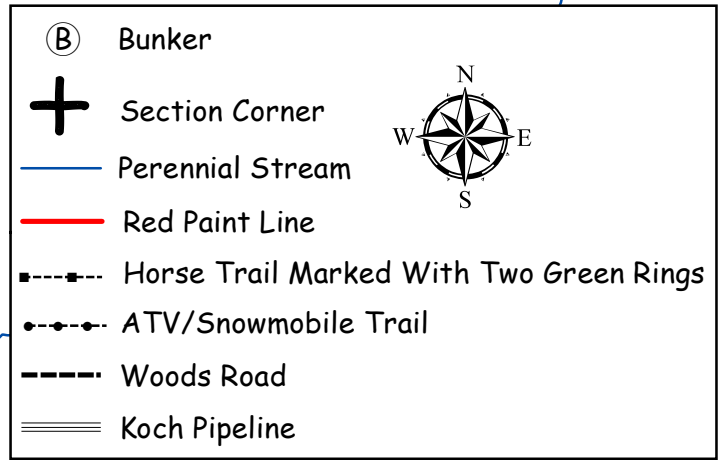 B Bunker
Section Corner
Perennial Stream
Red Paint Line
Horse Trail Marked With Two Green Rings
ATV/Snowmobile Trail
Woods Road
Koch Pipeline
N
W E
S